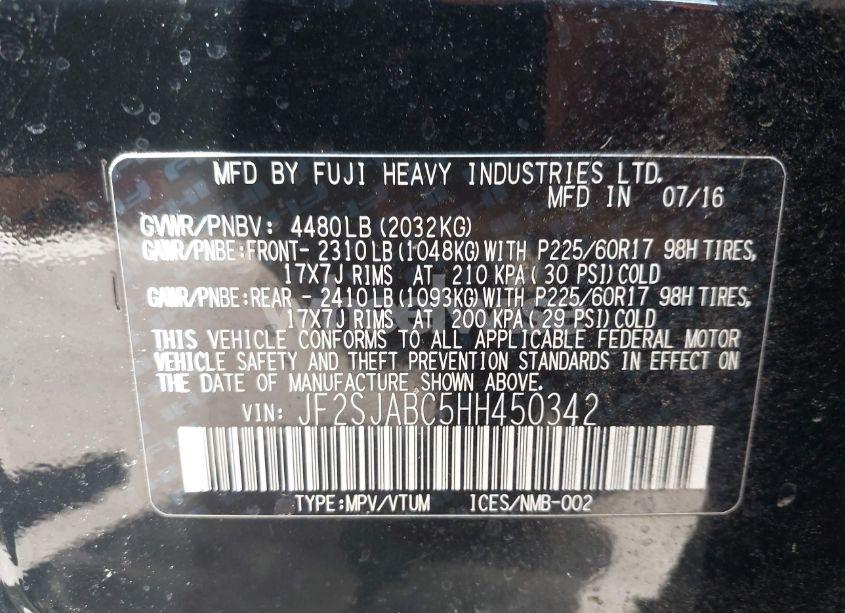 MFD BY FUJI HEAVY INDUSTRIES LTD.
MFD IN 07/16
GVWR/PNBV: 4480LB (2032KG)
GAWR/PNBE:FRONT- 2310LB (1048KG) WITH P225/60R17 98H TIRES,
17X7J RIMS AT 210 KPA ( 30 PSI) COLD
GAWR/PNBE:REAR - 2410LB (1093KG) WITH P225/60R17 98H TIRES,
17X7J RIMS AT 200 KPA (29 PSI) COLD
THIS VEHICLE CONFORMS TO ALL APPLICABLE FEDERAL MOTOR
VEHICLE SAFETY AND THEFT PREVENTION STANDARDS IN EFFECT ON
THE DATE OF MANUFACTURE SHOWN ABOVE.
VIN: JF2SJABC5HH450342
TYPE:MPV/VTUM ICES/NMB-002